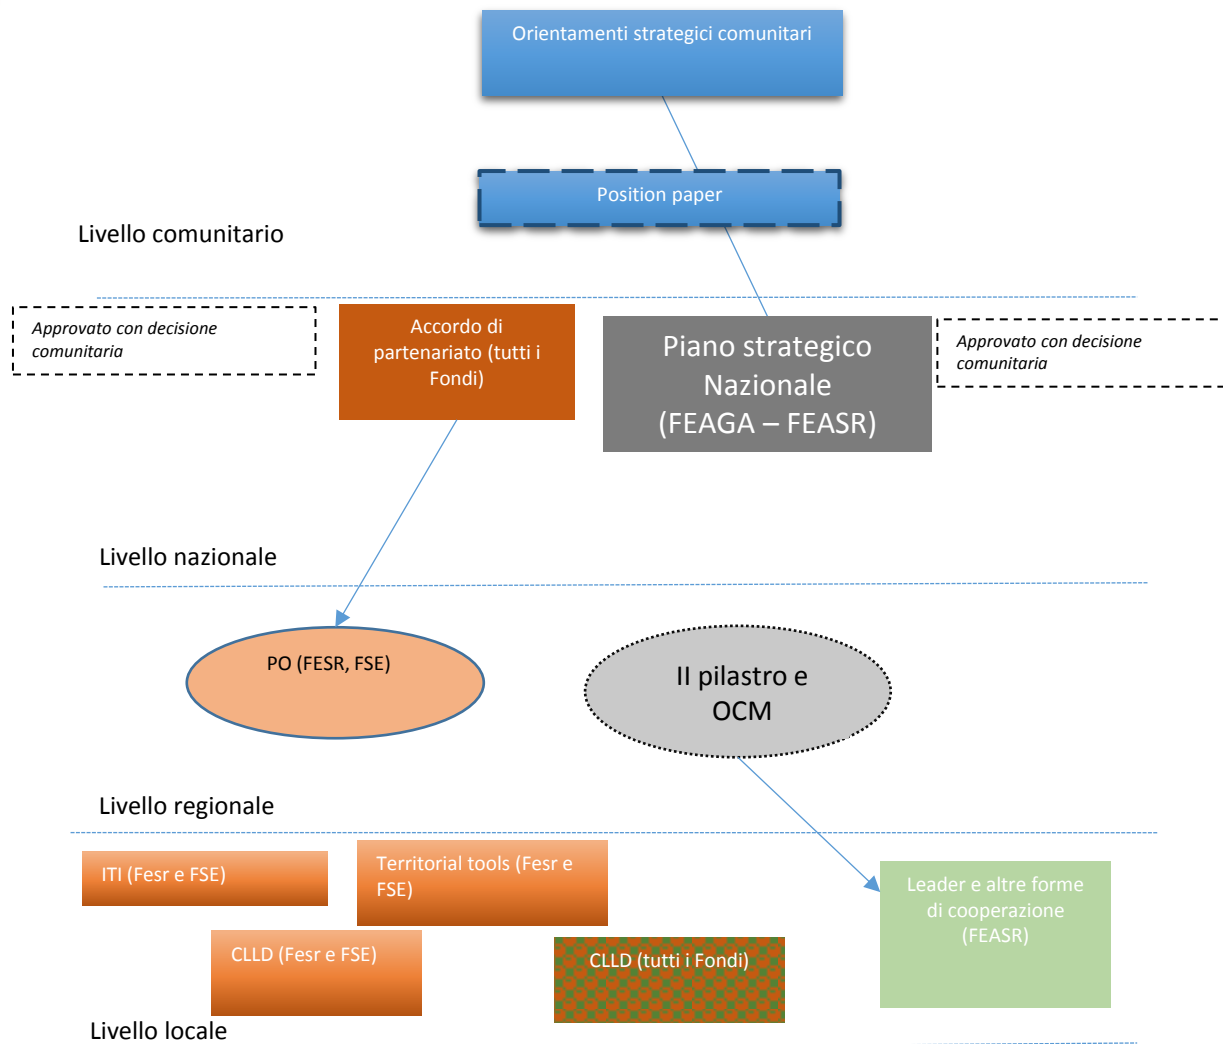 Orientamenti strategici comunitari
Position paper
Livello comunitario
Approvato con decisione
comunitaria
Accordo di
partenariato (tutti i
Fondi)
Piano strategico
Nazionale
(FEAGA – FEASR)
Approvato con decisione
comunitaria
Livello nazionale
PO (FESR, FSE)
II pilastro e
OCM
Livello regionale
ITI (Fesr e FSE)
Territorial tools (Fesr e
FSE)
Leader e altre forme
di cooperazione
(FEASR)
CLLD (Fesr e FSE)
CLLD (tutti i Fondi)
Livello locale